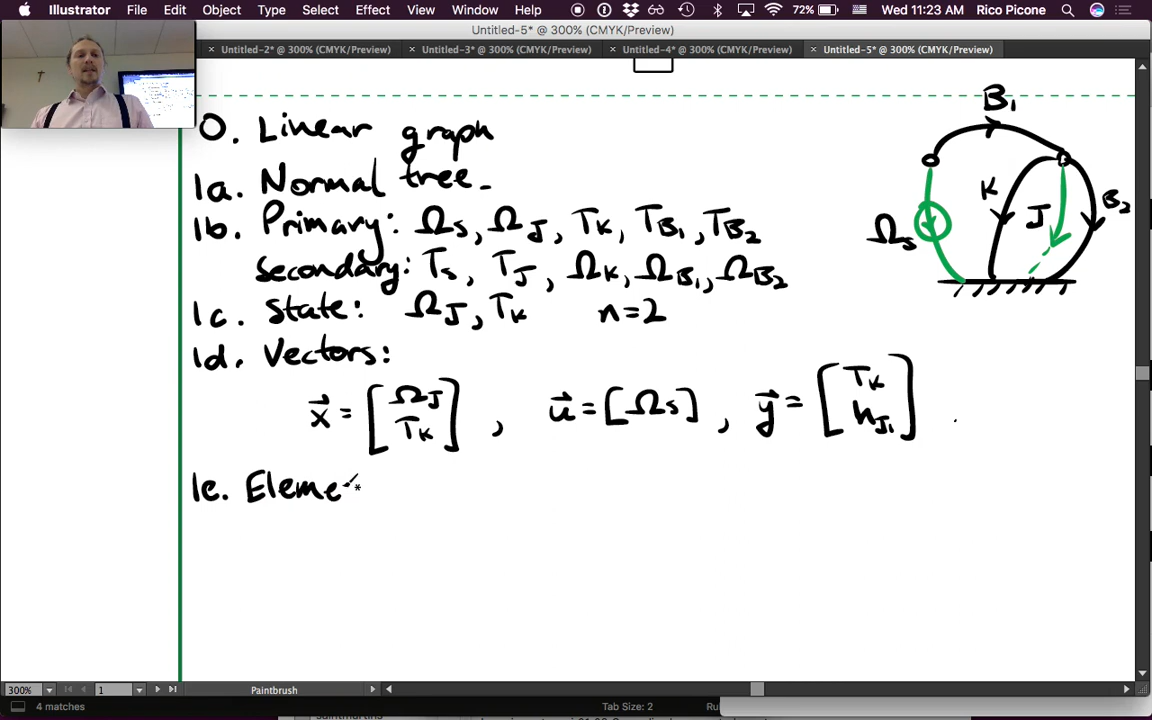 Illustrator File Edit Object Type Select Effect View Window Help 72% Wed 11:23 AM Rico Picone
Untitled-5* @ 300% (CMYK/Preview)
× Untitled-2* @ 300% (CMYK/Preview) × Untitled-3* @ 300% (CMYK/Preview) × Untitled-4* @ 300% (CMYK/Preview) × Untitled-5* @ 300% (CMYK/Preview)
0. Linear graph
1a. Normal tree.
1b. Primary: Ωs, ΩJ, TK, TB1, TB2
Secondary: Ts, TJ, ΩK, ΩB1, ΩB2
1c. State: ΩJ, TK n=2
1d. Vectors:
x⃗ = [ΩJ TK], u⃗ = [Ωs], y⃗ = [TK hJ1].
1e. Eleme
B1
K
J
B2
Ωs
300% 1 Paintbrush
4 matches Tab Size: 2 Ru